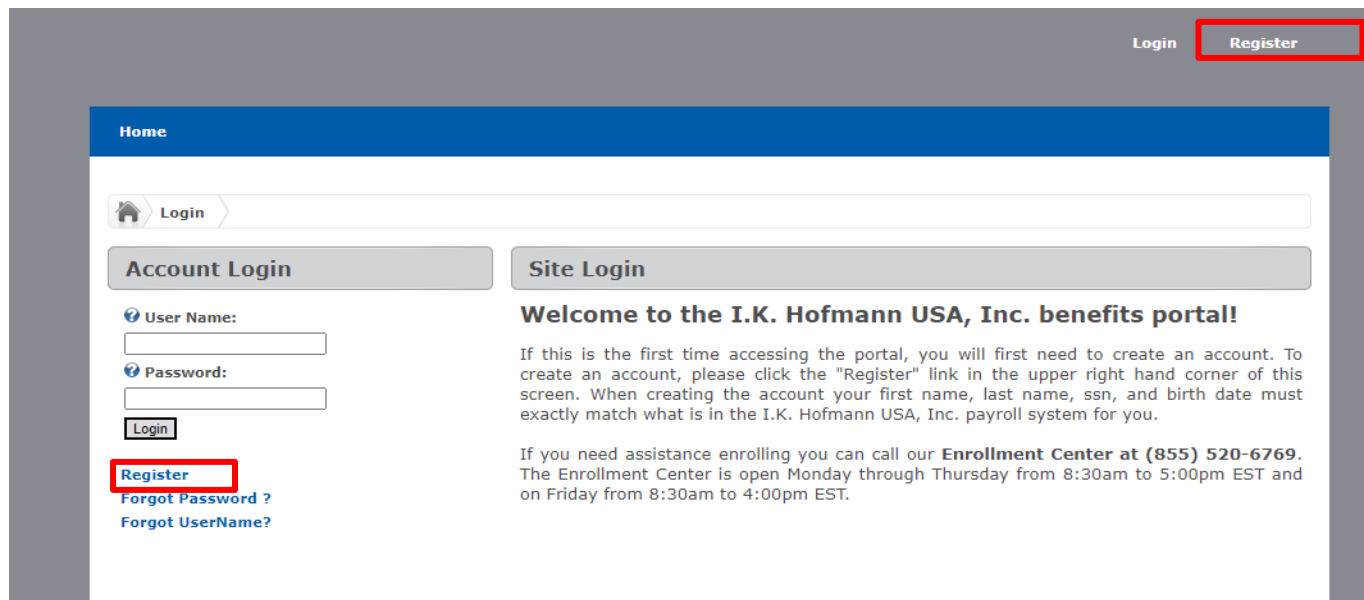 Login Register
Home
Login
Account Login
Site Login
User Name:
Password:
Login
Register
Forgot Password ?
Forgot UserName?
Welcome to the I.K. Hofmann USA, Inc. benefits portal!
If this is the first time accessing the portal, you will first need to create an account. To
create an account, please click the "Register" link in the upper right hand corner of this
screen. When creating the account your first name, last name, ssn, and birth date must
exactly match what is in the I.K. Hofmann USA, Inc. payroll system for you.
If you need assistance enrolling you can call our Enrollment Center at (855) 520-6769.
The Enrollment Center is open Monday through Thursday from 8:30am to 5:00pm EST and
on Friday from 8:30am to 4:00pm EST.